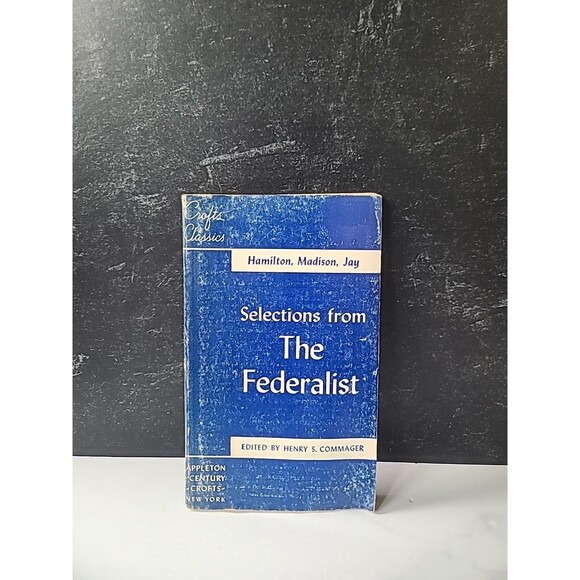 Crofts
Classics
Hamilton, Madison, Jay
Selections from
The
Federalist
EDITED BY HENRY S. COMMAGER
APPLETON
CENTURY
CROFTS-
NEW YORK